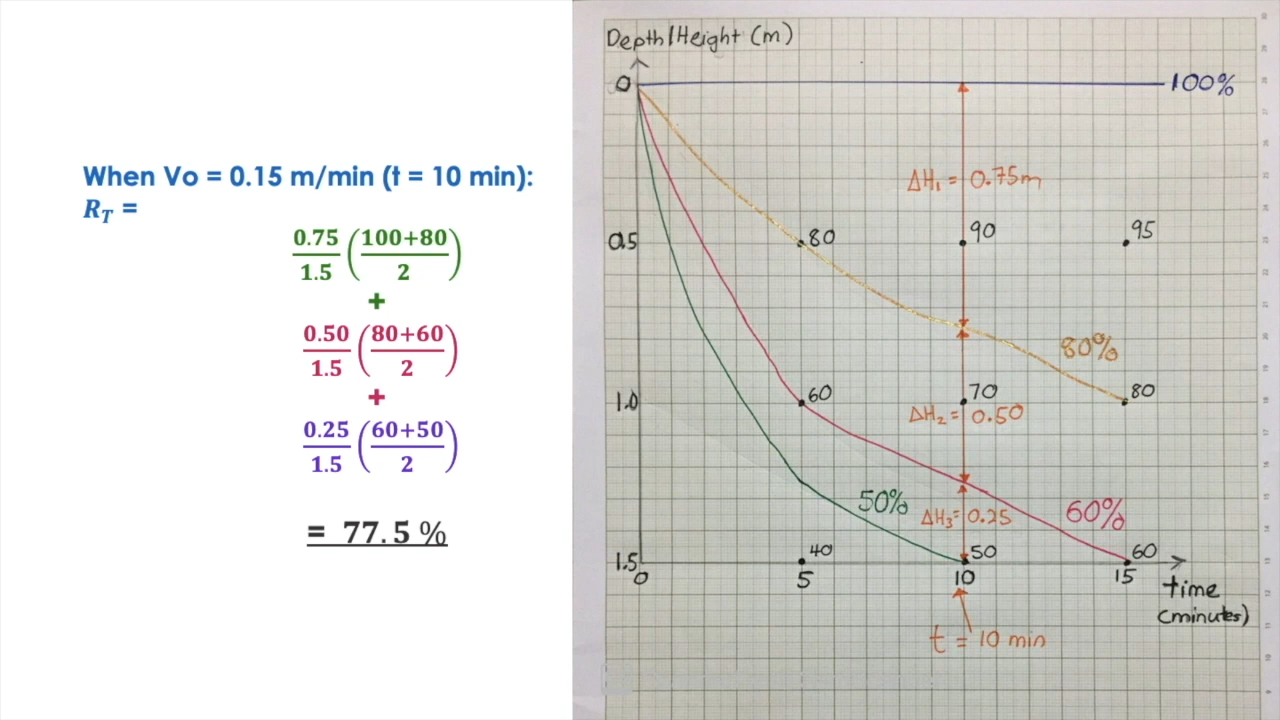 When Vo = 0.15 m/min (t = 10 min):
R_T =
0.75/1.5 (100+80/2)
+
0.50/1.5 (80+60/2)
+
0.25/1.5 (60+50/2)
= 77.5 %
Depth/Height (m)
0
100%
ΔH₁ = 0.75m
0.5
80
90
95
80%
1.0
60
70
80
ΔH₂ = 0.50
50%
ΔH₃= 0.25
60%
1.5
40
50
60
0
5
10
15
time
(minutes)
t = 10 min